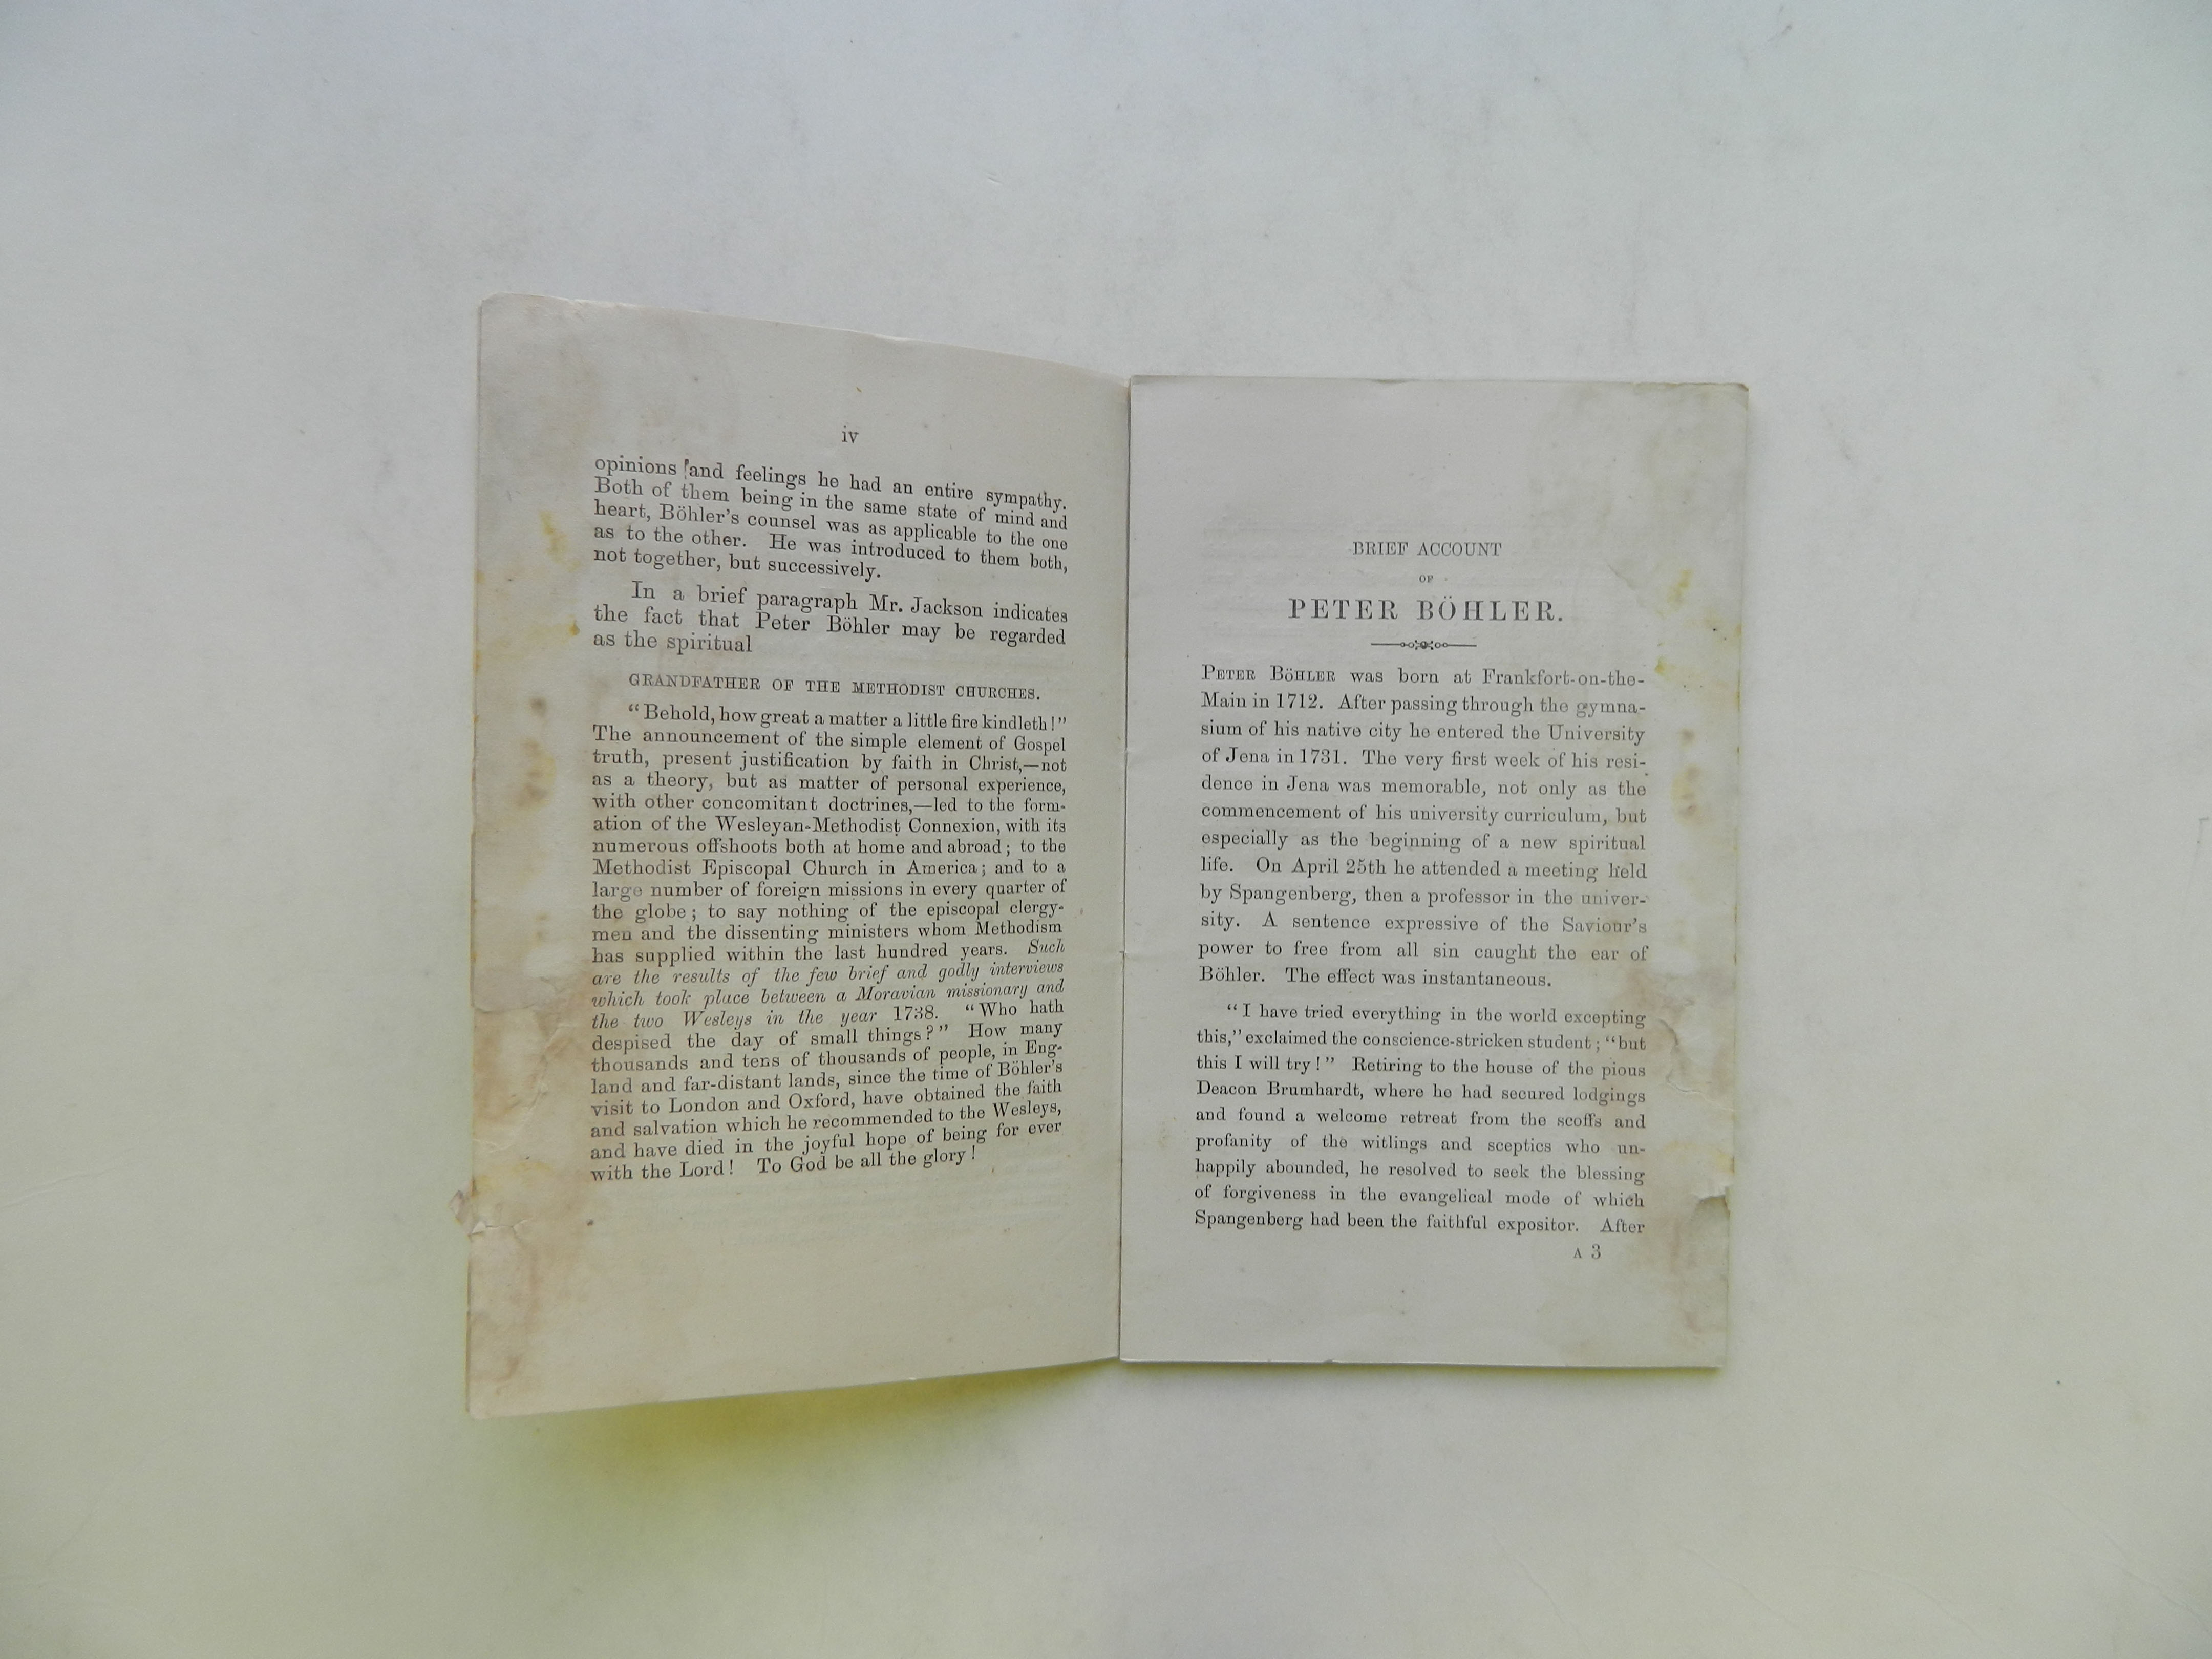 iv
opinions and feelings he had an entire sympathy.
Both of them being in the same state of mind and
heart, Böhler's counsel was as applicable to the one
as to the other. He was introduced to them both,
not together, but successively.
In a brief paragraph Mr. Jackson indicates
the fact that Peter Böhler may be regarded
as the spiritual
GRANDFATHER OF THE METHODIST CHURCHES.
“Behold, how great a matter a little fire kindleth!”
The announcement of the simple element of Gospel
truth, present justification by faith in Christ,—not
as a theory, but as matter of personal experience,
with other concomitant doctrines,—led to the form-
ation of the Wesleyan-Methodist Connexion, with its
numerous offshoots both at home and abroad; to the
Methodist Episcopal Church in America; and to a
large number of foreign missions in every quarter of
the globe; to say nothing of the episcopal clergy-
men and the dissenting ministers whom Methodism
has supplied within the last hundred years. Such
are the results of the few brief and godly interviews
which took place between a Moravian missionary and
the two Wesleys in the year 1738. “Who hath
despised the day of small things?” How many
thousands and tens of thousands of people, in Eng-
land and far-distant lands, since the time of Böhler's
visit to London and Oxford, have obtained the faith
and salvation which he recommended to the Wesleys,
and have died in the joyful hope of being for ever
with the Lord! To God be all the glory!
BRIEF ACCOUNT
OF
PETER BÖHLER.
PETER BÖHLER was born at Frankfort-on-the-
Main in 1712. After passing through the gymna-
sium of his native city he entered the University
of Jena in 1731. The very first week of his resi-
dence in Jena was memorable, not only as the
commencement of his university curriculum, but
especially as the beginning of a new spiritual
life. On April 25th he attended a meeting held
by Spangenberg, then a professor in the univer-
sity. A sentence expressive of the Saviour's
power to free from all sin caught the ear of
Böhler. The effect was instantaneous.
“I have tried everything in the world excepting
this,” exclaimed the conscience-stricken student; “but
this I will try!” Retiring to the house of the pious
Deacon Brumhardt, where he had secured lodgings
and found a welcome retreat from the scoffs and
profanity of the witlings and sceptics who un-
happily abounded, he resolved to seek the blessing
of forgiveness in the evangelical mode of which
Spangenberg had been the faithful expositor. After
A 3